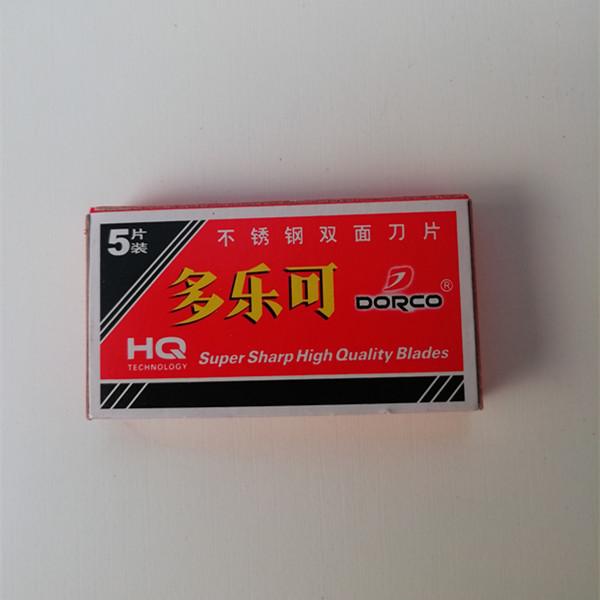 5片装
不锈钢双面刀片
多乐可
DORCO®
HQ
TECHNOLOGY
Super Sharp High Quality Blades